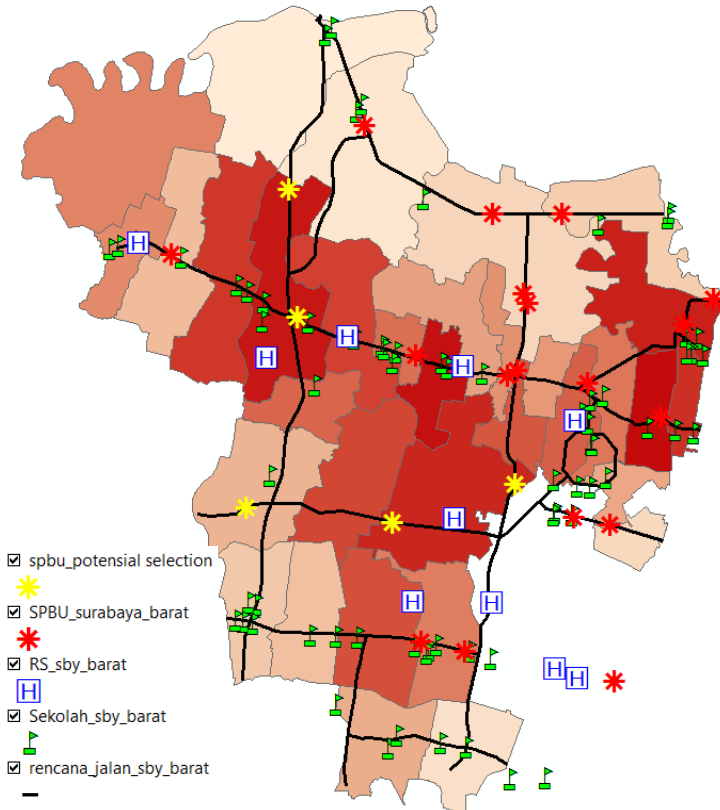 H
H
H
H
H
H
H
H
H
H
spbu_potensial selection
SPBU_surabaya_barat
RS_sby_barat
H
Sekolah_sby_barat
rencana_jalan_sby_barat